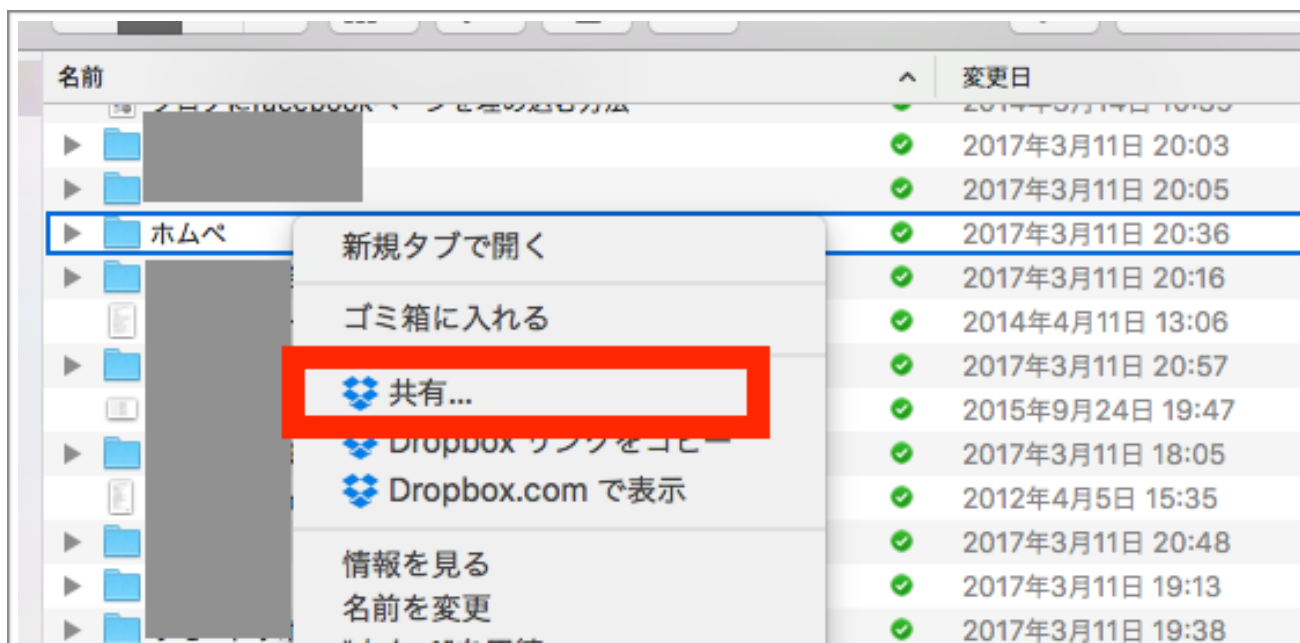 名前
変更日
2017年3月11日 20:03
2017年3月11日 20:05
ホムペ
2017年3月11日 20:36
新規タブで開く
2017年3月11日 20:16
ゴミ箱に入れる
2014年4月11日 13:06
2017年3月11日 20:57
共有...
2015年9月24日 19:47
Dropbox リンクをコピー
2017年3月11日 18:05
Dropbox.com で表示
2012年4月5日 15:35
2017年3月11日 20:48
情報を見る
2017年3月11日 19:13
名前を変更
2017年3月11日 19:38